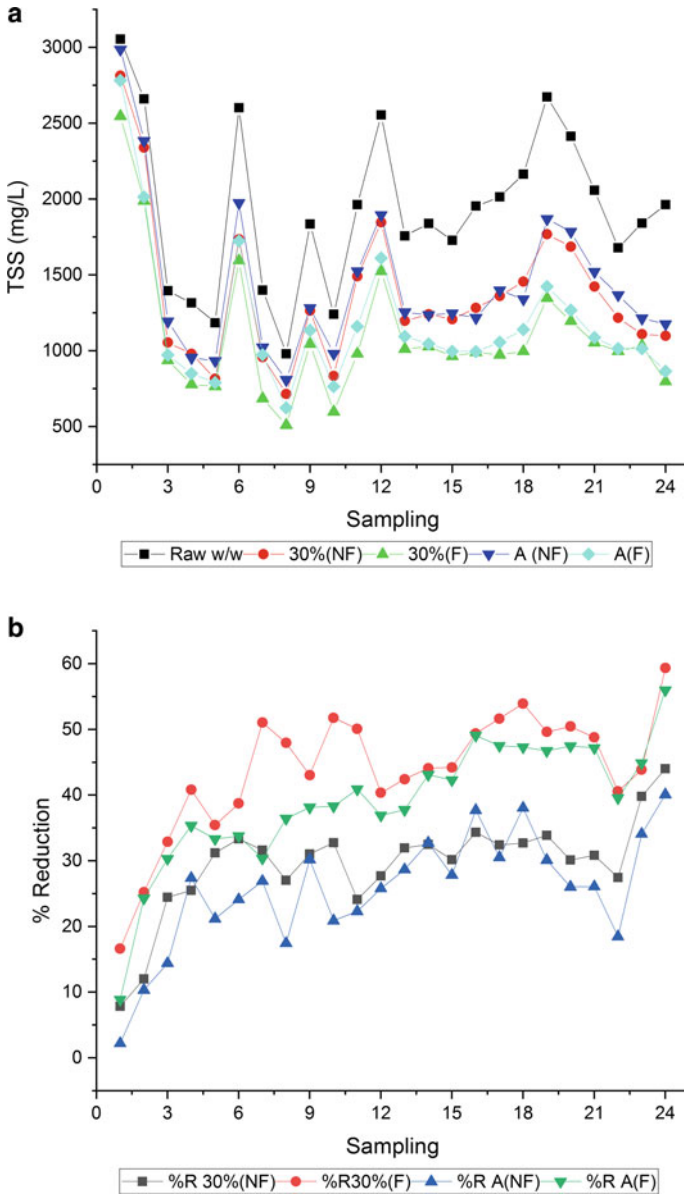 a
3000
2500
2000
1500
1000
500
TSS (mg/L)
0 3 6 9 12 15 18 21 24
Sampling
Raw w/w 30%(NF) 30%(F) A (NF) A(F)
b
60
50
40
30
20
10
0
% Reduction
0 3 6 9 12 15 18 21 24
Sampling
%R 30%(NF) %R30%(F) %R A(NF) %R A(F)